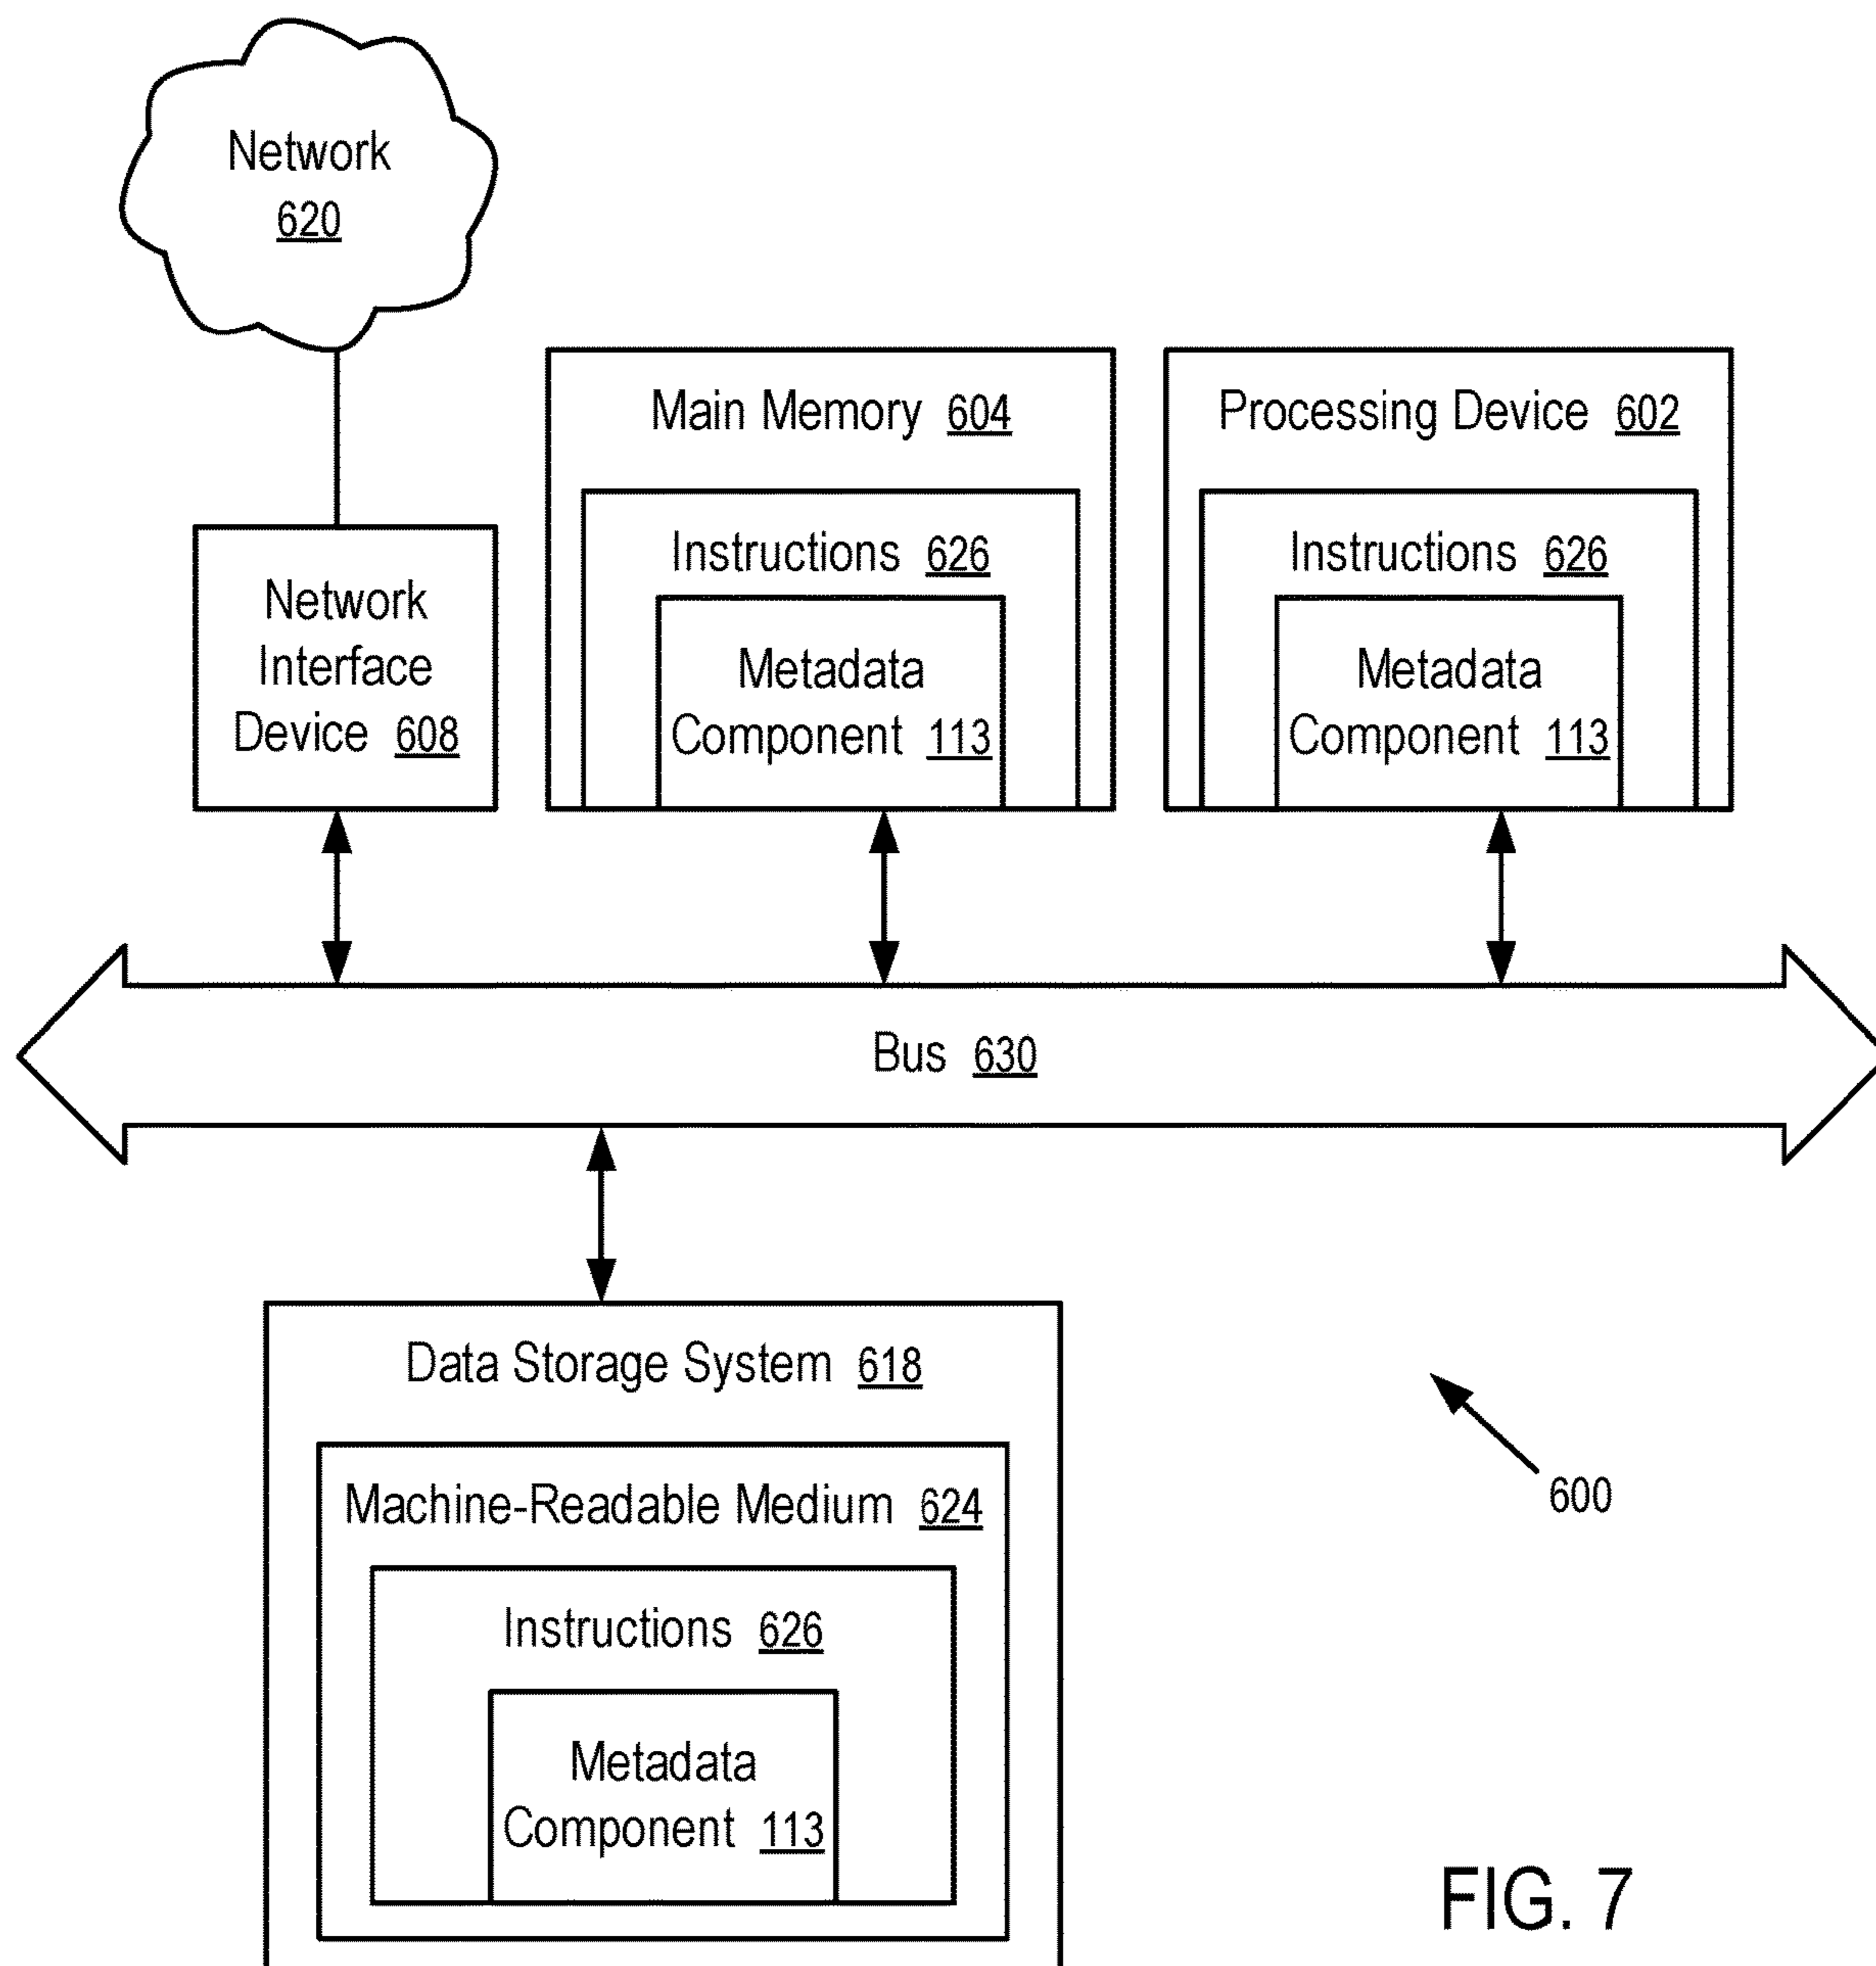 Network
620
Main Memory 604
Processing Device 602
Instructions 626
Instructions 626
Network
Interface
Device 608
Metadata
Component 113
Metadata
Component 113
Bus 630
Data Storage System 618
Machine-Readable Medium 624
600
Instructions 626
Metadata
Component 113
FIG. 7